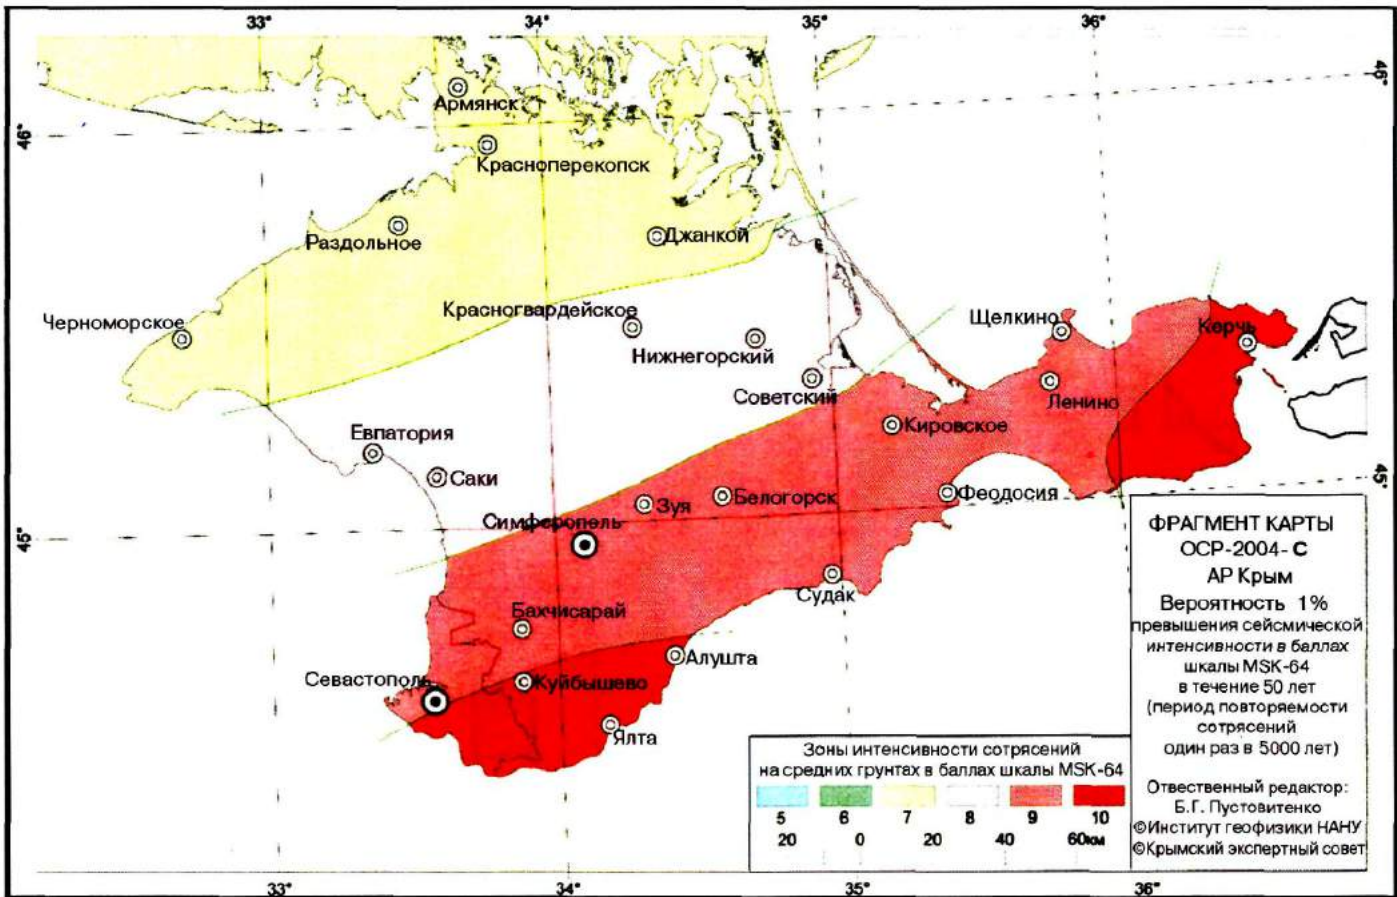 33°
34°
35°
36°
46°
46°
Армянск
Красноперекопск
Раздольное
Джанкой
Красногвардейское
Черноморское
Нижнегорский
Щелкино
Керчь
Советский
Ленино
Евпатория
Кировское
Саки
Зуя
Белогорск
Феодосия
45°
45°
Симферополь
Судак
Бахчисарай
Алушта
Севастополь
Жуйбышево
Ялта
ФРАГМЕНТ КАРТЫ
ОСР-2004- С
АР Крым
Вероятность 1%
превышения сейсмической
интенсивности в баллах
шкалы MSK-64
в течение 50 лет
(период повторяемости
сотрясений
один раз в 5000 лет)
Отвественный редактор:
Б.Г. Пустовитенко
©Институт геофизики НАНУ
©Крымский экспертный совет
Зоны интенсивности сотрясений
на средних грунтах в баллах шкалы MSK-64
5 6 7 8 9 10
20 0 20 40 60км
33°
34°
35°
36°